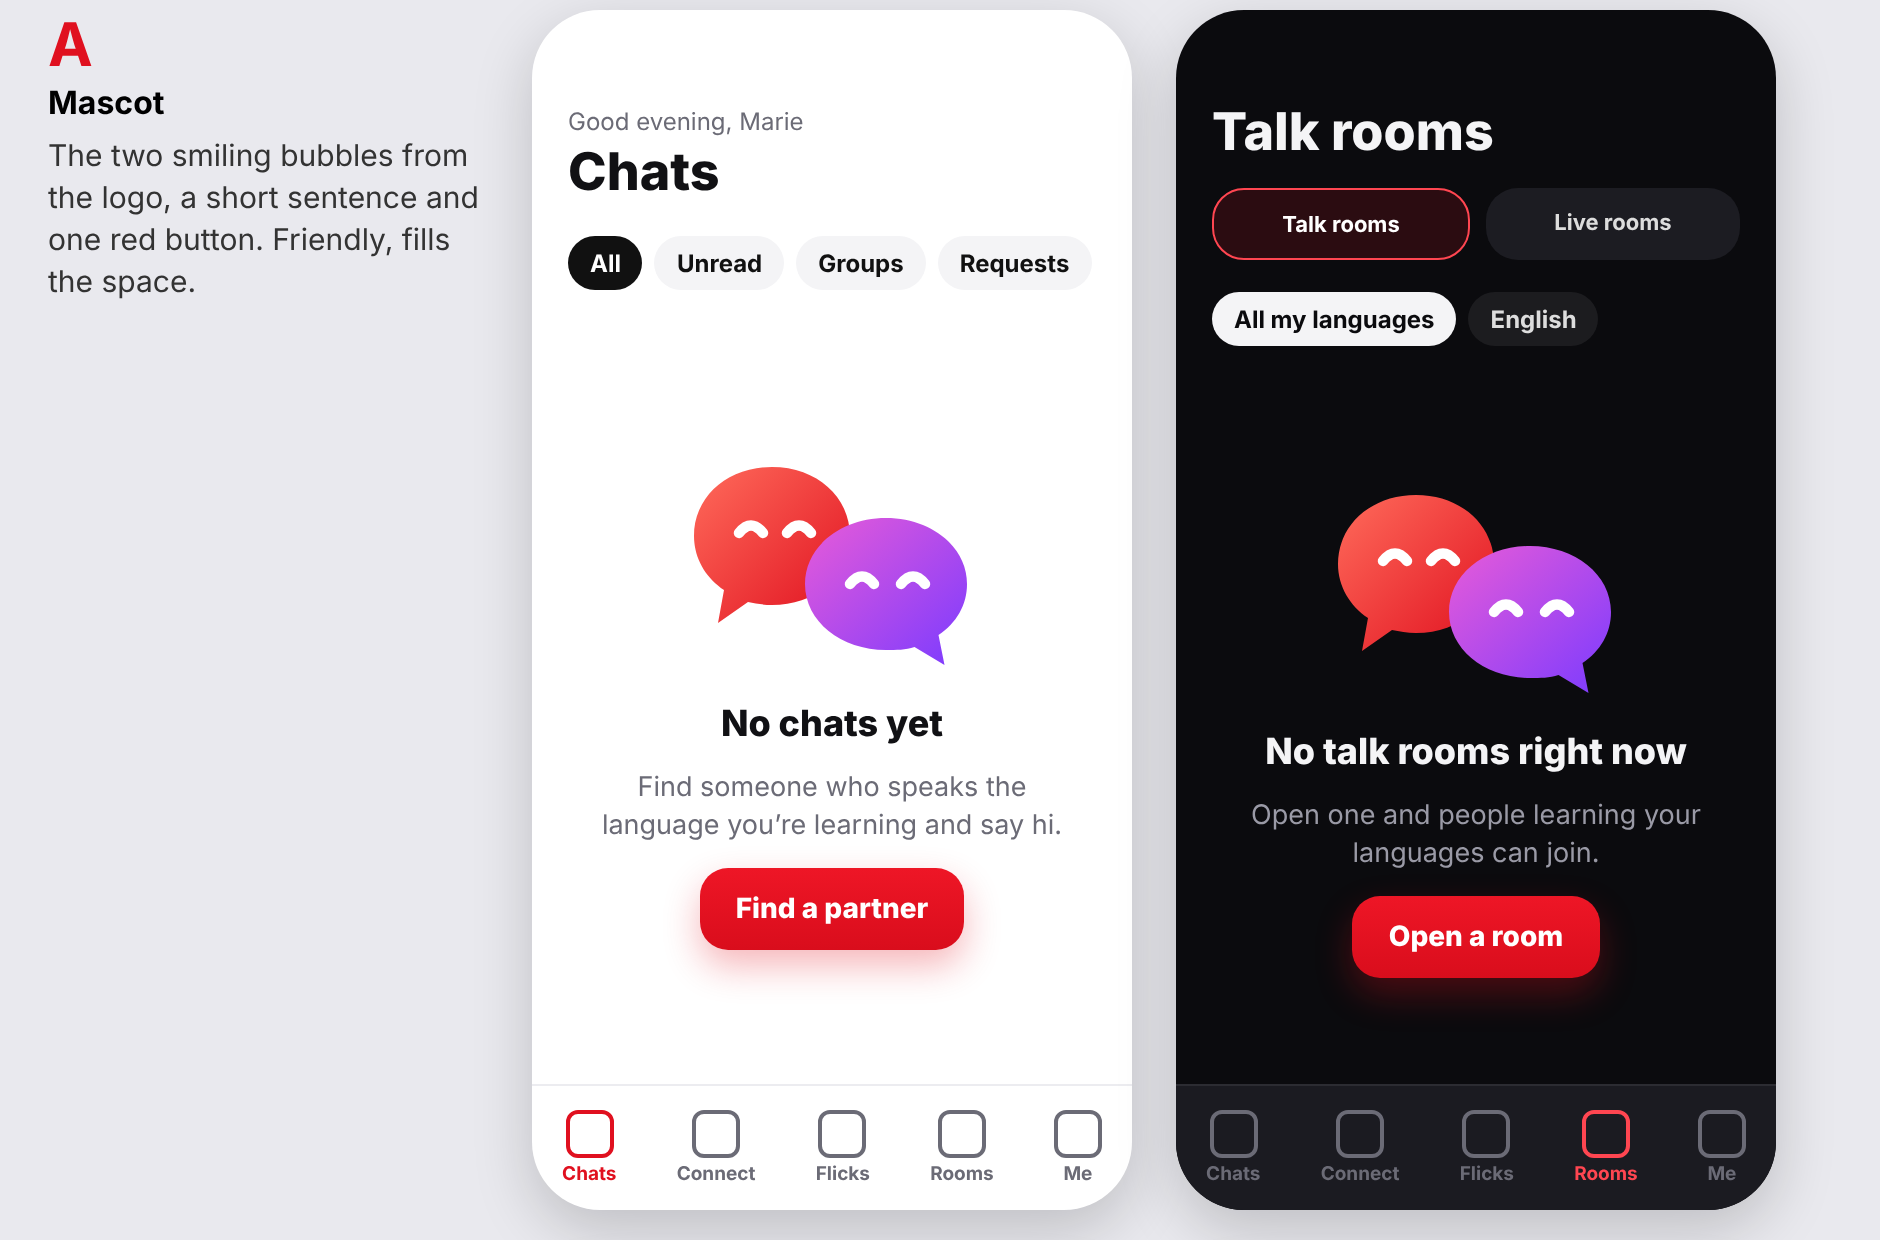 A
Mascot
The two smiling bubbles from
the logo, a short sentence and
one red button. Friendly, fills
the space.
Good evening, Marie
Chats
All Unread Groups Requests
No chats yet
Find someone who speaks the
language you’re learning and say hi.
Find a partner
Chats Connect Flicks Rooms Me
Talk rooms
Talk rooms Live rooms
All my languages English
No talk rooms right now
Open one and people learning your
languages can join.
Open a room
Chats Connect Flicks Rooms Me